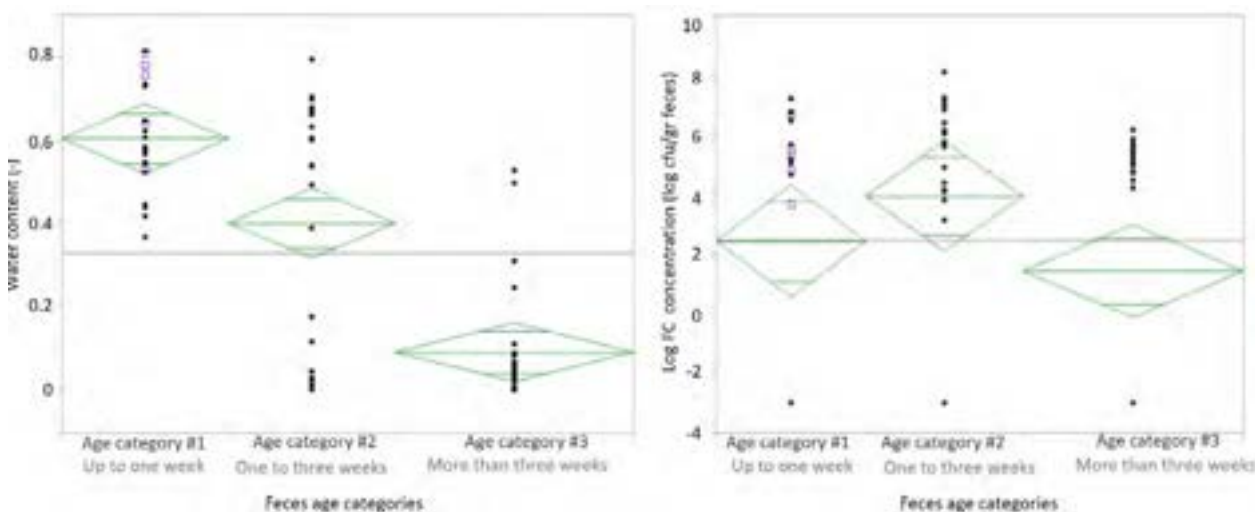 0.8
0.6
0.4
0.2
0
Water content (-)
Age category #1
Up to one week
Age category #2
One to three weeks
Age category #3
More than three weeks
Feces age categories
10
8
6
4
2
0
-2
-4
Log FC concentration (log cfu/gr feces)
Age category #1
Up to one week
Age category #2
One to three weeks
Age category #3
More than three weeks
Feces age categories